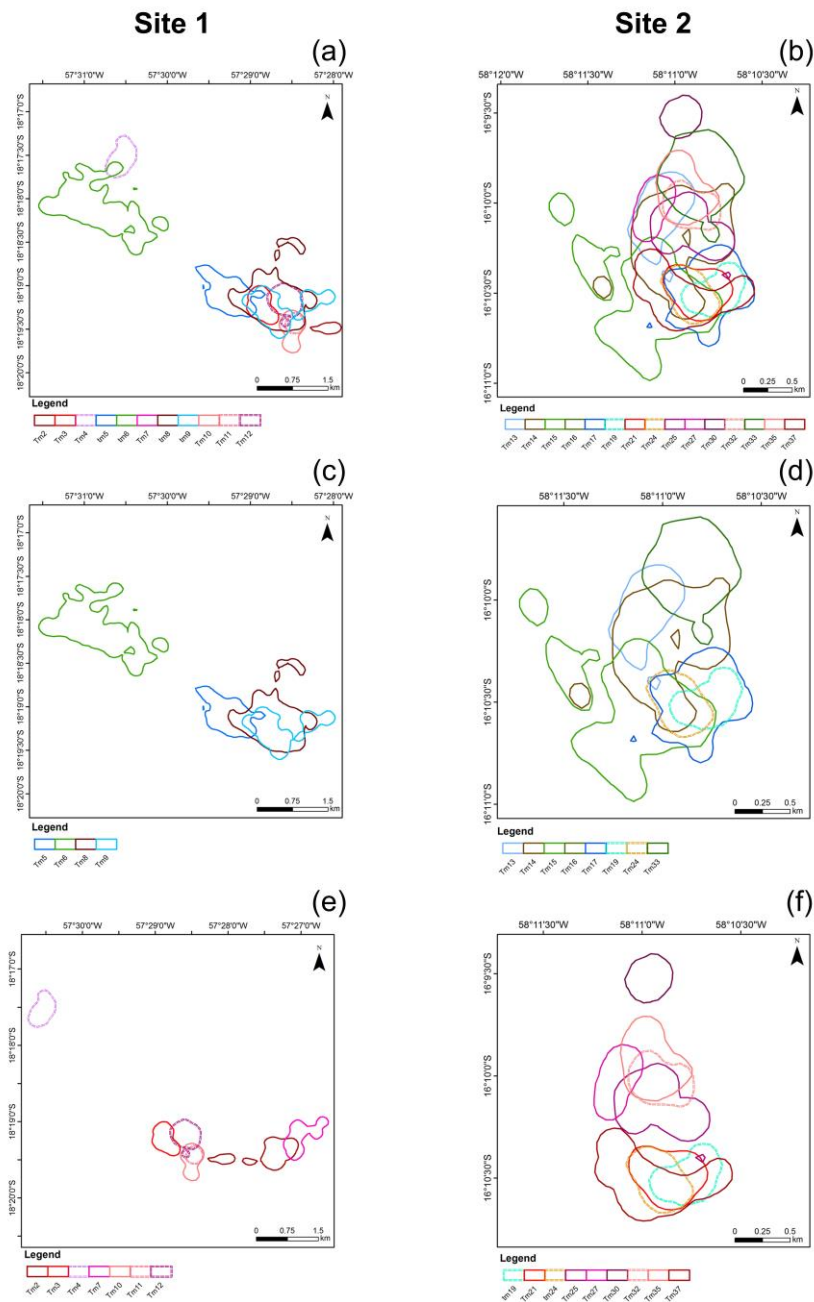 Site 1
Site 2
(a)
57°31'0"W 57°30'0"W 57°29'0"W 57°28'0"W
18°17'0"S
18°17'30"S
18°18'0"S
18°18'30"S
18°19'0"S
18°19'30"S
18°20'0"S
N
0 0.75 1.5
km
Legend
Tm2 Tm3 Tm4 tm5 tm6 Tm7 tm8 tm9 Tm10 Tm11 Tm12
(b)
58°12'0"W 58°11'30"W 58°11'0"W 58°10'30"W
16°9'30"S
16°10'0"S
16°10'30"S
16°11'0"S
N
0 0.25 0.5
km
Legend
Tm13 Tm14 Tm15 Tm16 Tm17 Tm19 Tm21 Tm24 Tm25 Tm27 Tm30 Tm32 Tm33 Tm35 Tm37
(c)
57°31'0"W 57°30'0"W 57°29'0"W 57°28'0"W
18°17'0"S
18°17'30"S
18°18'0"S
18°18'30"S
18°19'0"S
18°19'30"S
18°20'0"S
N
0 0.75 1.5
km
Legend
Tm5 Tm6 Tm8 Tm9
(d)
58°11'30"W 58°11'0"W 58°10'30"W
16°10'0"S
16°10'30"S
16°11'0"S
N
0 0.25 0.5
km
Legend
Tm13 Tm14 Tm15 Tm16 Tm17 Tm19 Tm24 Tm33
(e)
57°30'0"W 57°29'0"W 57°28'0"W 57°27'0"W
18°17'0"S
18°18'0"S
18°19'0"S
18°20'0"S
N
0 0.75 1.5
km
Legend
Tm2 Tm3 Tm4 Tm7 Tm10 Tm11 Tm12
(f)
58°11'30"W 58°11'0"W 58°10'30"W
16°9'30"S
16°10'0"S
16°10'30"S
N
0 0.25 0.5
km
Legend
tm19 Tm21 tm24 Tm25 Tm27 Tm30 Tm32 Tm35 Tm37